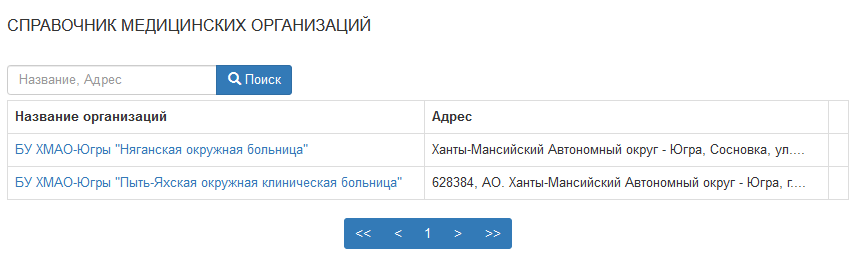 СПРАВОЧНИК МЕДИЦИНСКИХ ОРГАНИЗАЦИЙ
Название, Адрес Поиск
Название организаций Адрес
БУ ХМАО-Югры "Няганская окружная больница" Ханты-Мансийский Автономный округ - Югра, Сосновка, ул....
БУ ХМАО-Югры "Пыть-Яхская окружная клиническая больница" 628384, АО. Ханты-Мансийский Автономный округ - Югра, г....
<< < 1 > >>